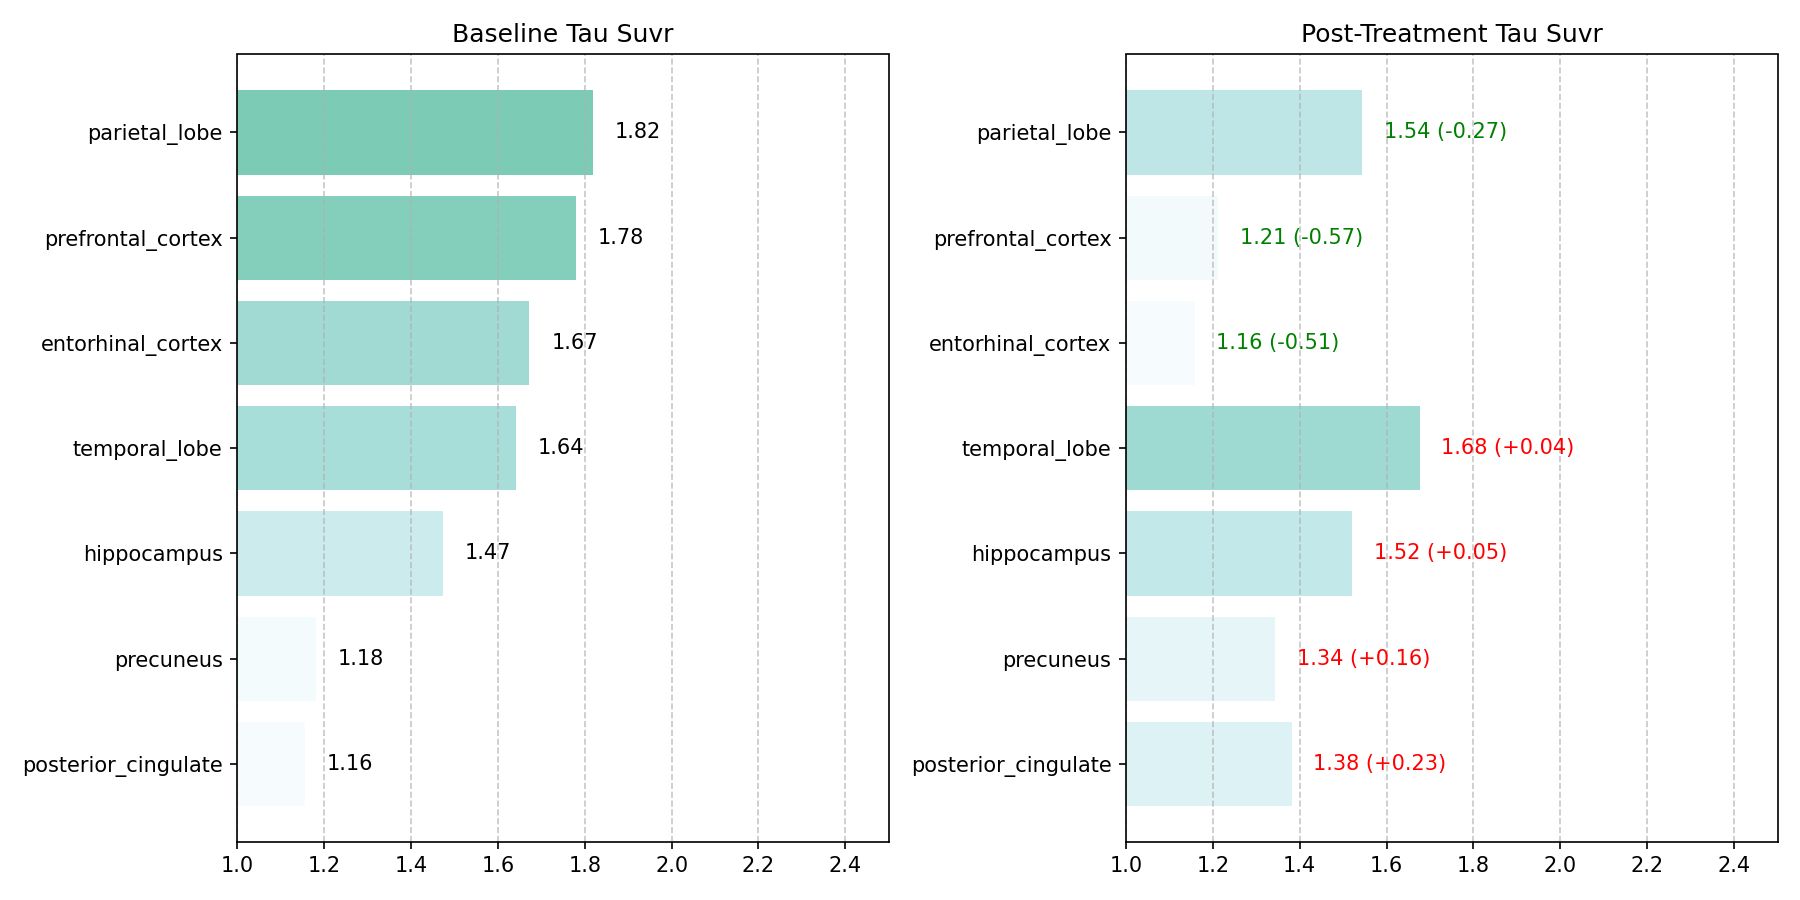 Baseline Tau Suvr
parietal_lobe 1.82
prefrontal_cortex 1.78
entorhinal_cortex 1.67
temporal_lobe 1.64
hippocampus 1.47
precuneus 1.18
posterior_cingulate 1.16
1.0 1.2 1.4 1.6 1.8 2.0 2.2 2.4
Post-Treatment Tau Suvr
parietal_lobe 1.54 (-0.27)
prefrontal_cortex 1.21 (-0.57)
entorhinal_cortex 1.16 (-0.51)
temporal_lobe 1.68 (+0.04)
hippocampus 1.52 (+0.05)
precuneus 1.34 (+0.16)
posterior_cingulate 1.38 (+0.23)
1.0 1.2 1.4 1.6 1.8 2.0 2.2 2.4